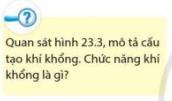 Quan sát hình 23.3, mô tả cấu
tạo khí khổng. Chức năng khí
khổng là gì?